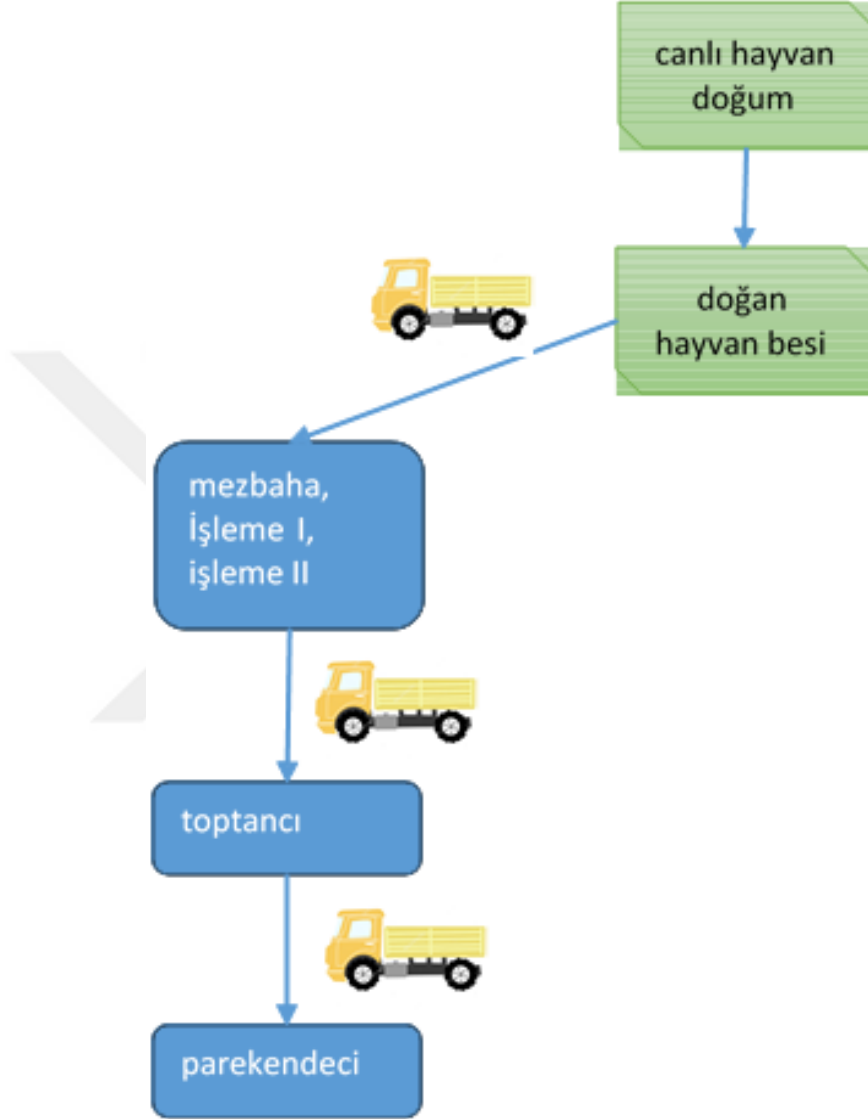 canlı hayvan
doğum
doğan
hayvan besi
mezbaha,
İşleme I,
işleme II
toptancı
parekendeci